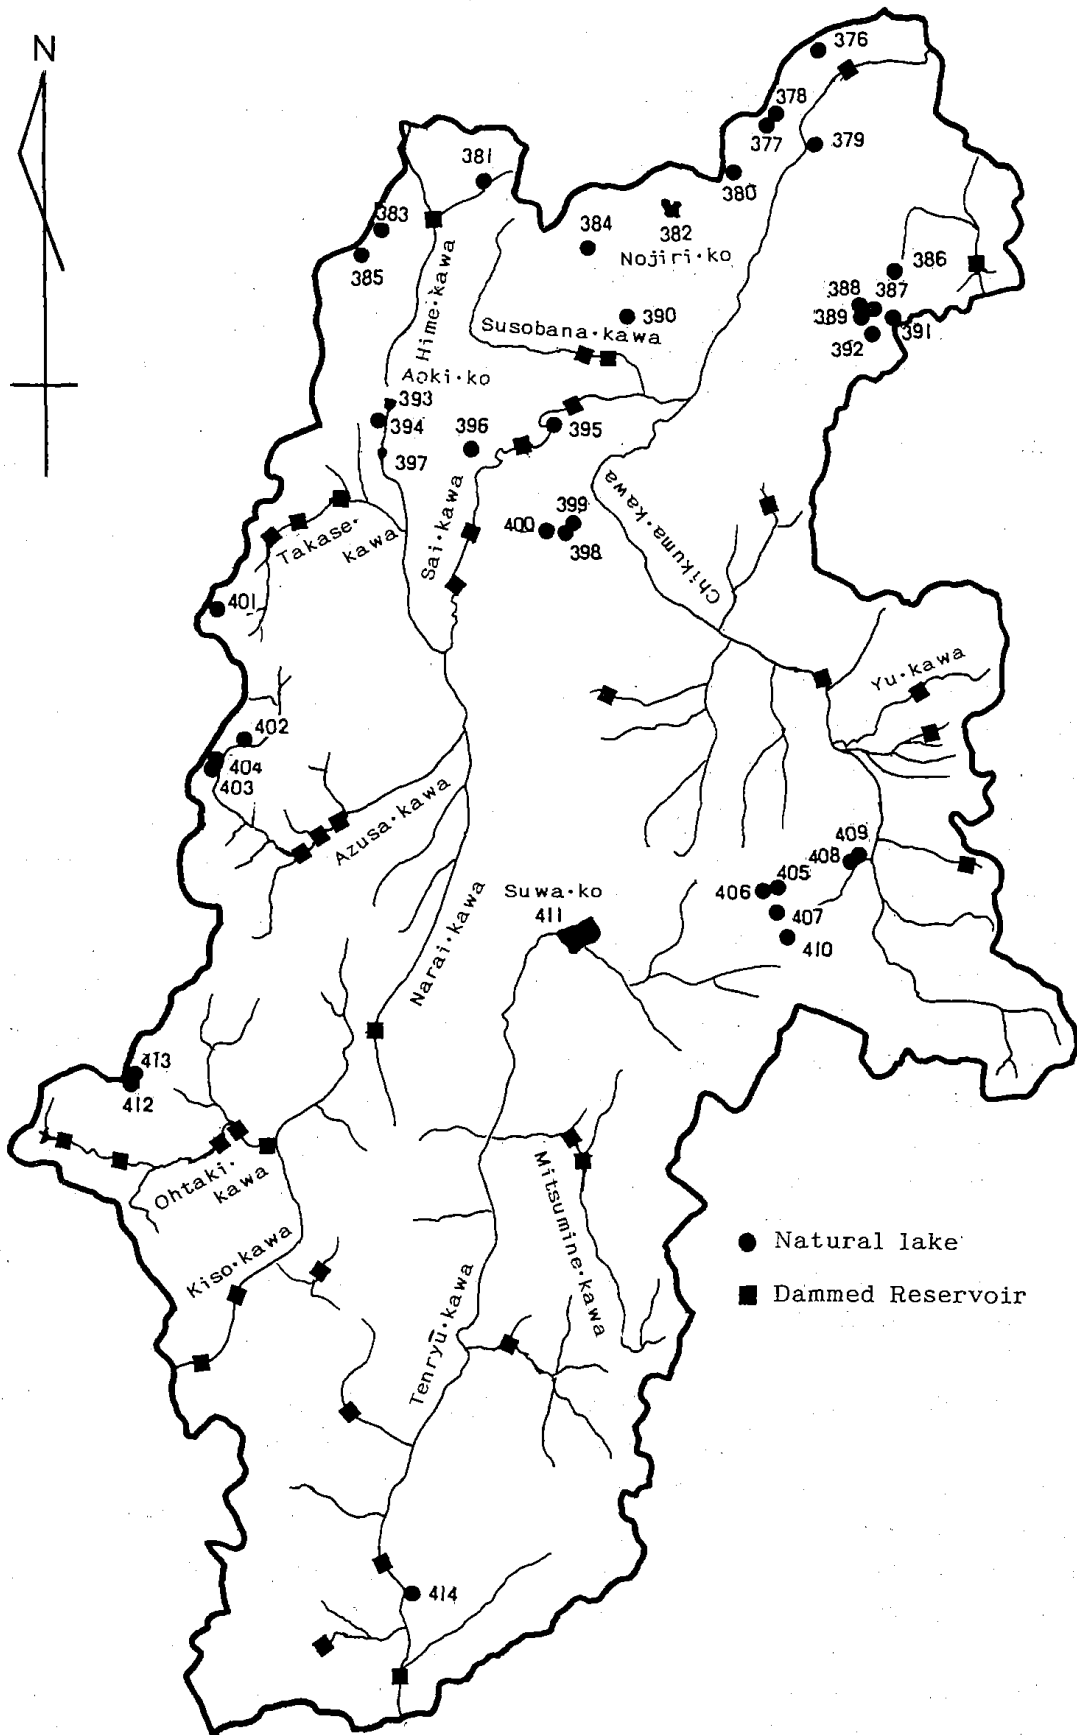 N
376
378
377
379
380
381
382
Nojiri·ko
383
384
385
386
388
387
389
391
392
390
Hime·kawa
Susobana·kawa
Aoki·ko
393
394
395
396
397
399
400
398
Sai·kawa
Chikuma·kawa
Takase·
kawa
401
Yu·kawa
402
404
403
Azusa·kawa
409
408
405
406
407
410
Suwa·ko
411
Narai·kawa
413
412
Ohtaki·
kawa
Mitsumine·kawa
Kiso·kawa
Tenryū·kawa
Natural lake
Dammed Reservoir
414